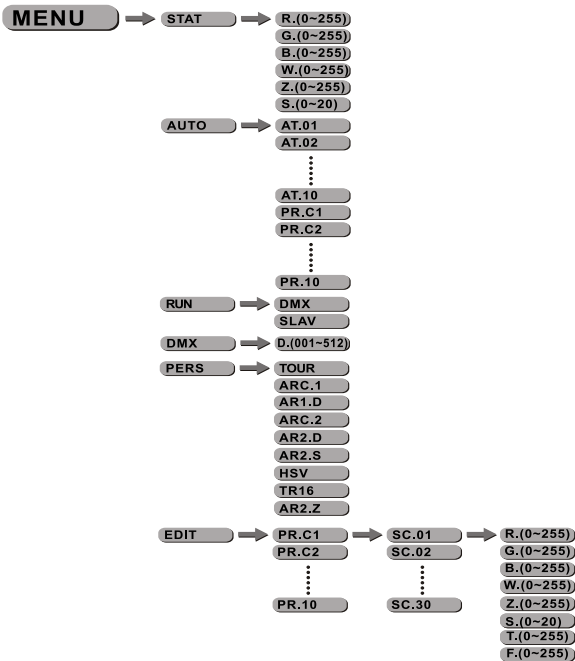 MENU STAT R.(0~255)
G.(0~255)
B.(0~255)
W.(0~255)
Z.(0~255)
S.(0~20)
AUTO AT.01
AT.02
AT.10
PR.C1
PR.C2
PR.10
RUN DMX
SLAV
DMX D.(001~512)
PERS TOUR
ARC.1
AR1.D
ARC.2
AR2.D
AR2.S
HSV
TR16
AR2.Z
EDIT PR.C1 SC.01 R.(0~255)
PR.C2 SC.02 G.(0~255)
B.(0~255)
W.(0~255)
PR.10 SC.30 Z.(0~255)
S.(0~20)
T.(0~255)
F.(0~255)